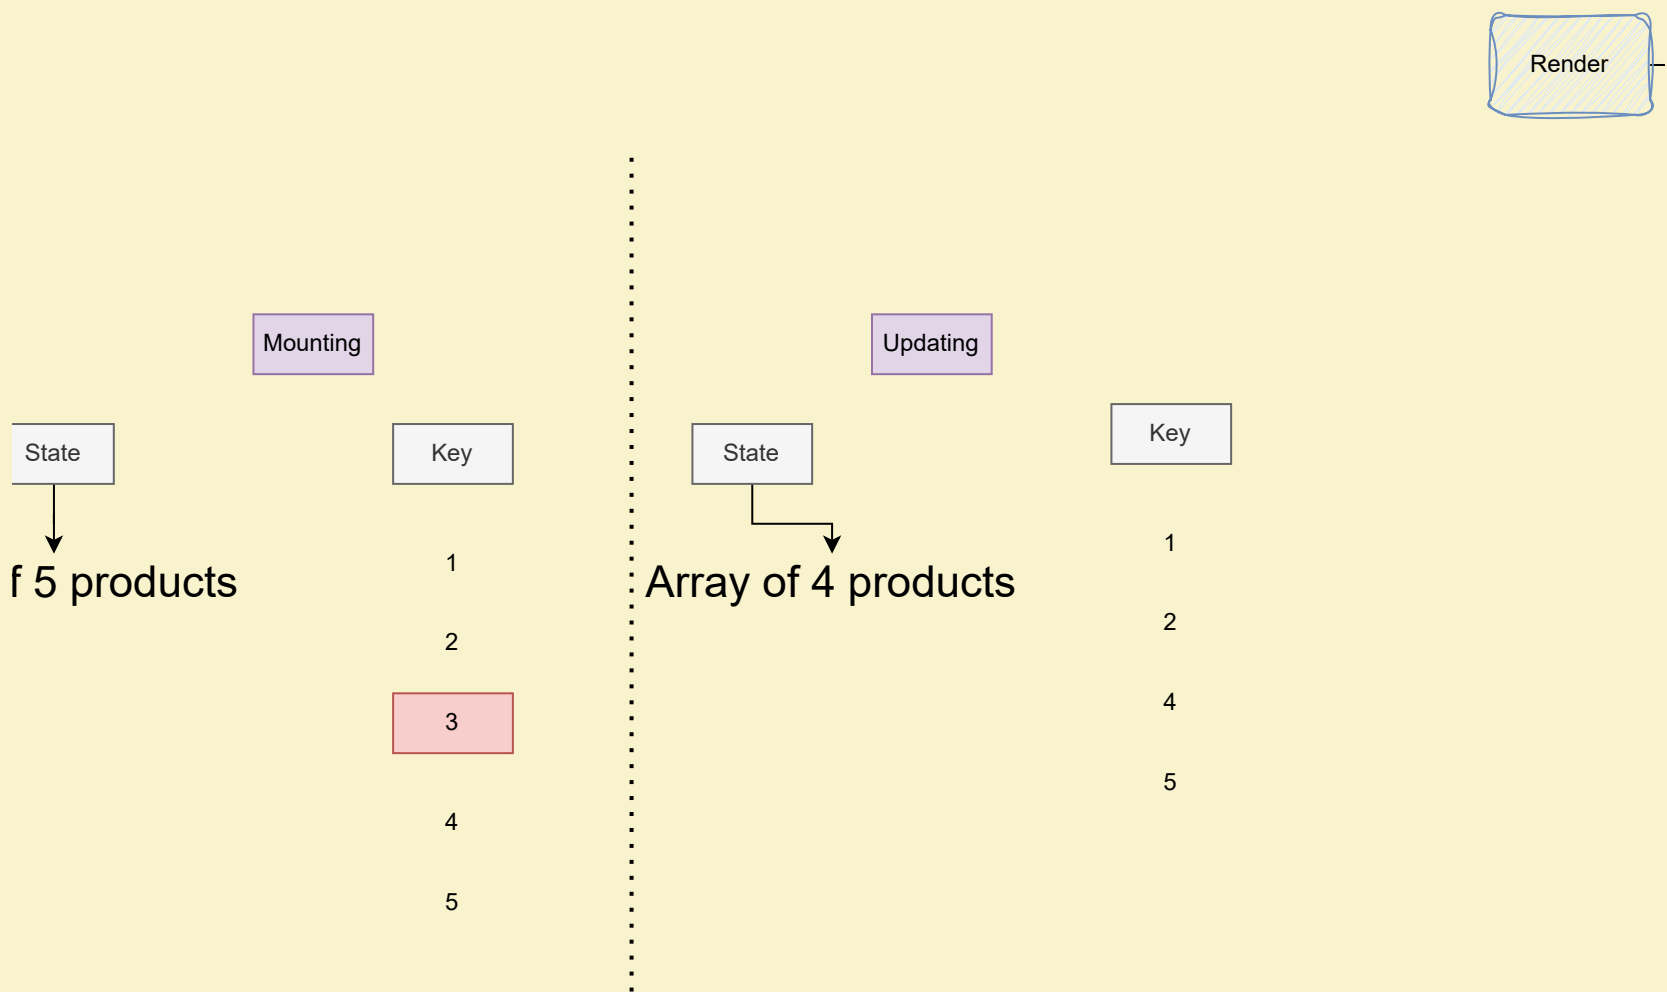 Render
Mounting
State
Key
f 5 products
1
2
3
4
5
Updating
State
Key
Array of 4 products
1
2
4
5